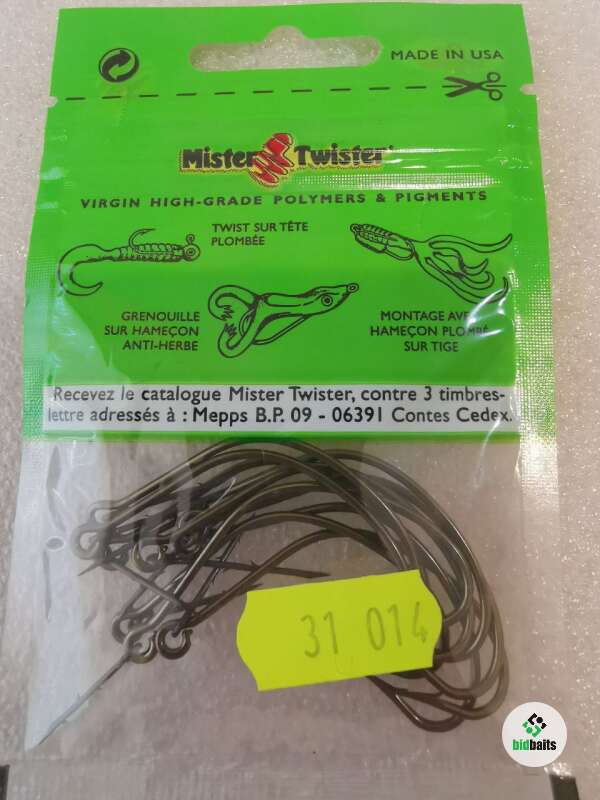 MADE IN USA
Mister Twister®
VIRGIN HIGH-GRADE POLYMERS & PIGMENTS
TWIST SUR TÊTE
PLOMBÉE
GRENOUILLE
SUR HAMEÇON
ANTI-HERBE
MONTAGE AVEC
HAMEÇON PLOMBÉ
SUR TIGE
Recevez le catalogue Mister Twister, contre 3 timbres-
lettre adressés à : Mepps B.P. 09 - 06391 Contes Cedex.
31 014
bidbaits